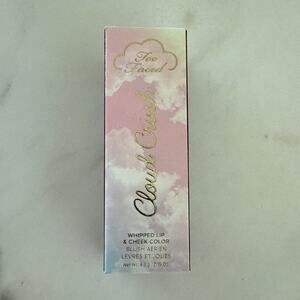 Too
Faced
Cloud Crush
WHIPPED LIP
& CHEEK COLOR
BLUSH AÉRIEN
LÈVRES ET JOUES